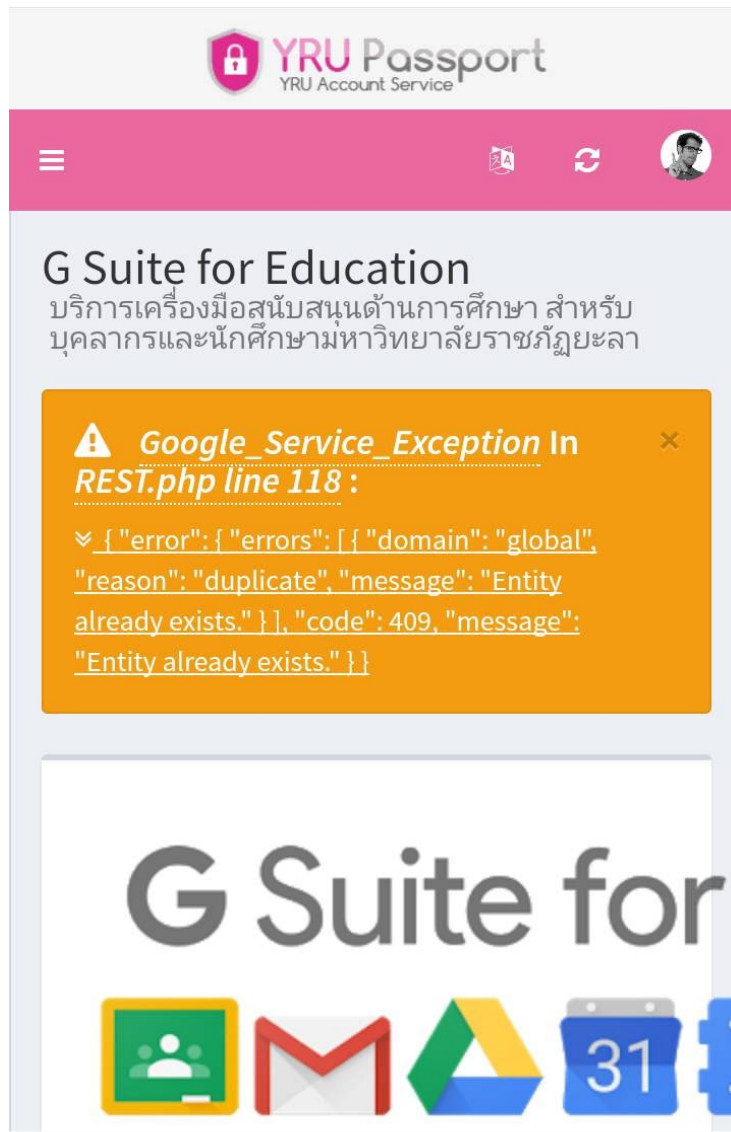 YRU Passport
YRU Account Service
G Suite for Education
บริการเครื่องมือสนับสนุนด้านการศึกษา สำหรับ
บุคลากรและนักศึกษามหาวิทยาลัยราชภัฏยะลา
Google_Service_Exception In
REST.php line 118 :
{ "error": { "errors": [ { "domain": "global",
"reason": "duplicate", "message": "Entity
already exists." } ], "code": 409, "message":
"Entity already exists." } }
G Suite for
31